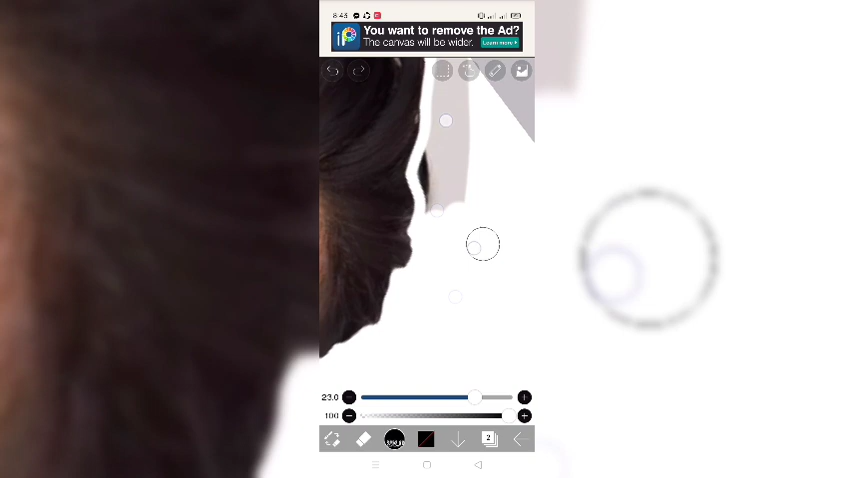 8:43
You want to remove the Ad?
The canvas will be wider.
Learn more
23.0
100
2